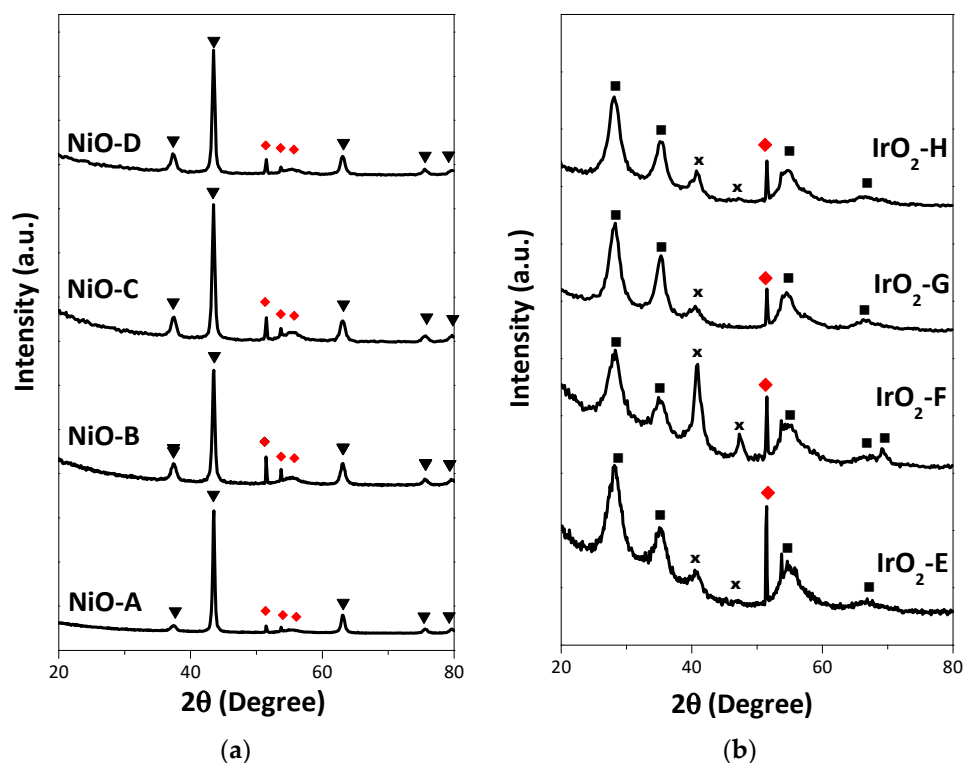 NiO-D
NiO-C
NiO-B
NiO-A
Intensity (a.u.)
20
40
60
80
2θ (Degree)
(a)
x
x
IrO2-H
x
IrO2-G
x
x
IrO2-F
x
x
IrO2-E
Intensity (a.u.)
20
40
60
80
2θ (Degree)
(b)